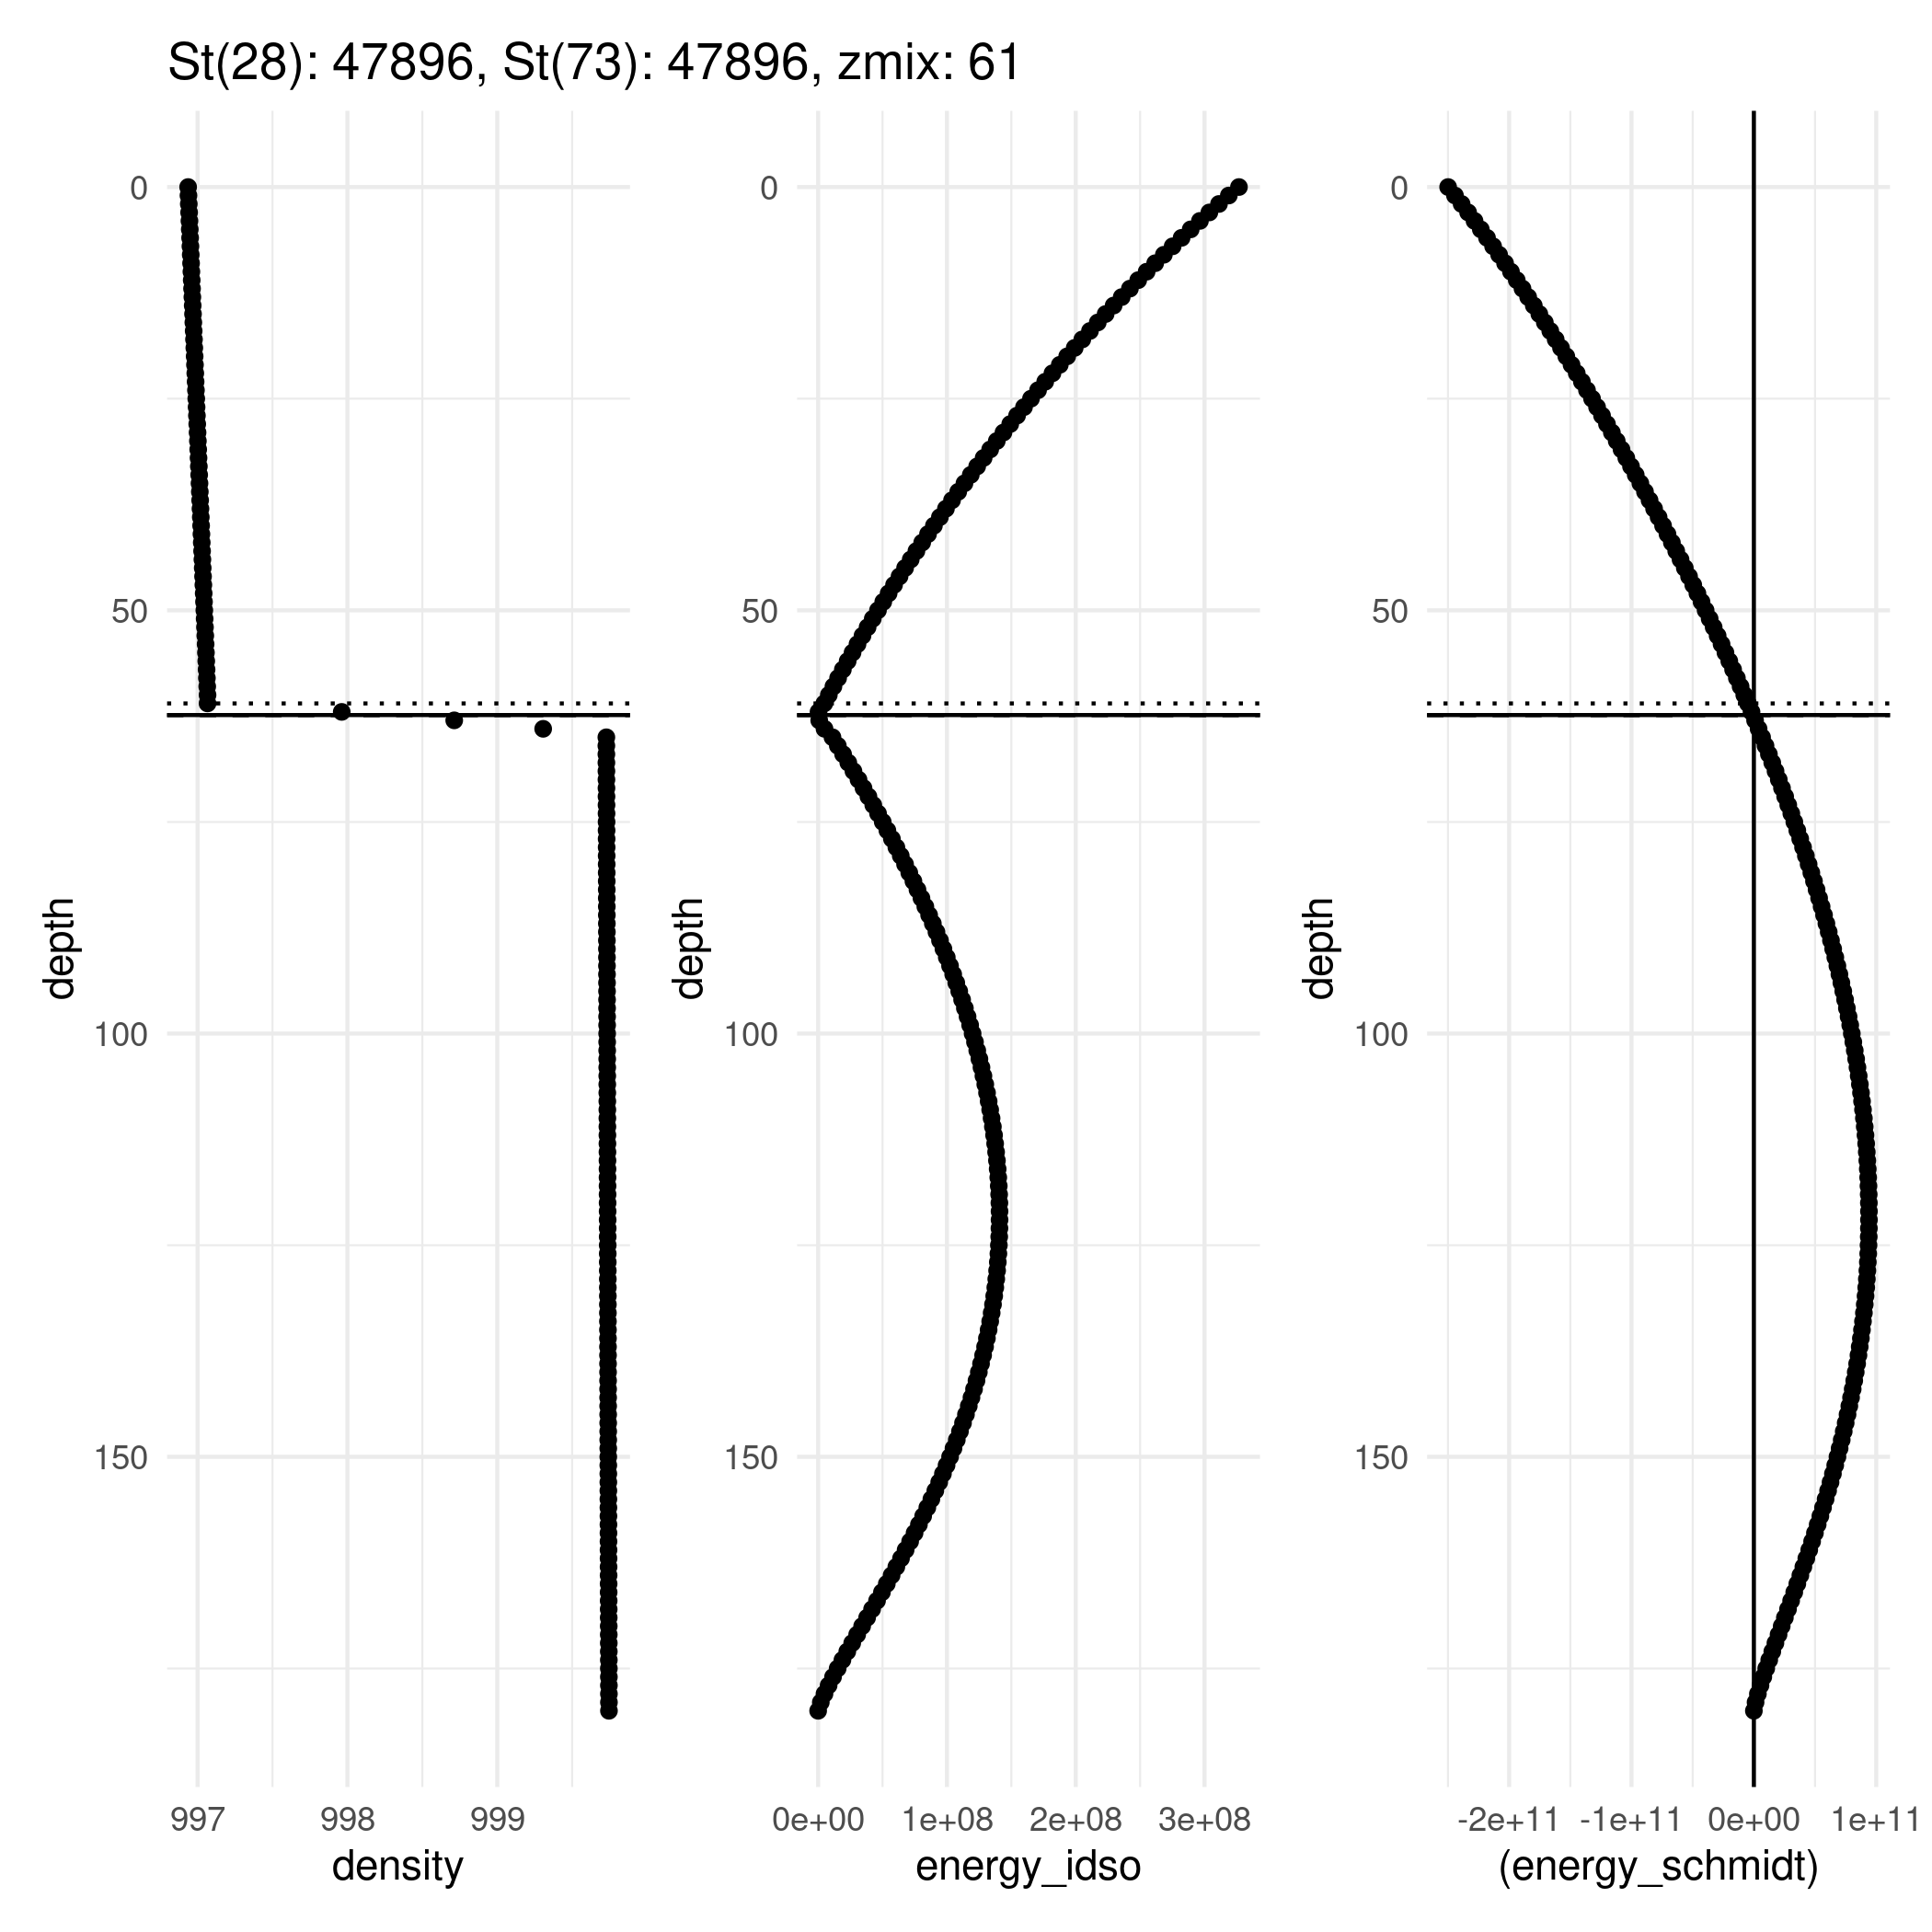 St(28): 47896, St(73): 47896, zmix: 61
0
50
100
150
depth
997 998 999
density
0
50
100
150
depth
0e+00 1e+08 2e+08 3e+08
energy_idso
0
50
100
150
depth
-2e+11 -1e+11 0e+00 1e+11
(energy_schmidt)